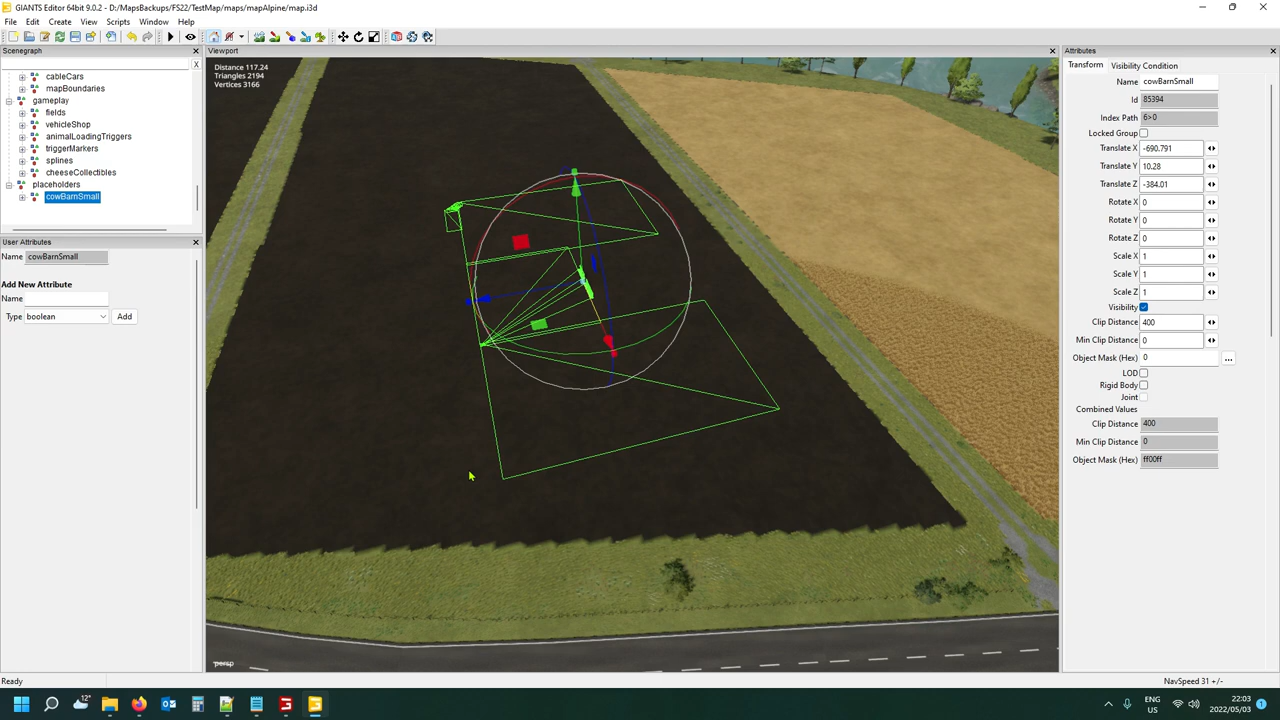 GIANTS Editor 64bit 9.0.2 - D:/MapsBackups/FS22/TestMap/maps/mapAlpine/map.i3d
File Edit Create View Scripts Window Help
Scenegraph
X
cableCars
mapBoundaries
gameplay
fields
vehicleShop
animalLoadingTriggers
triggerMarkers
splines
cheeseCollectibles
placeholders
cowBarnSmall
User Attributes
Name cowBarnSmall
Add New Attribute
Name
Type boolean Add
Viewport
Distance 117.24
Triangles 2194
Vertices 3166
persp
Attributes
Transform Visibility Condition
Name cowBarnSmall
Id 85394
Index Path 6>0
Locked Group
Translate X -690.791
Translate Y 10.28
Translate Z -384.01
Rotate X 0
Rotate Y 0
Rotate Z 0
Scale X 1
Scale Y 1
Scale Z 1
Visibility
Clip Distance 400
Min Clip Distance 0
Object Mask (Hex) 0 ...
LOD
Rigid Body
Joint
Combined Values
Clip Distance 400
Min Clip Distance 0
Object Mask (Hex) ff00ff
Ready
NavSpeed 31 +/-
12°
ENG
US
22:03
2022/05/03
1